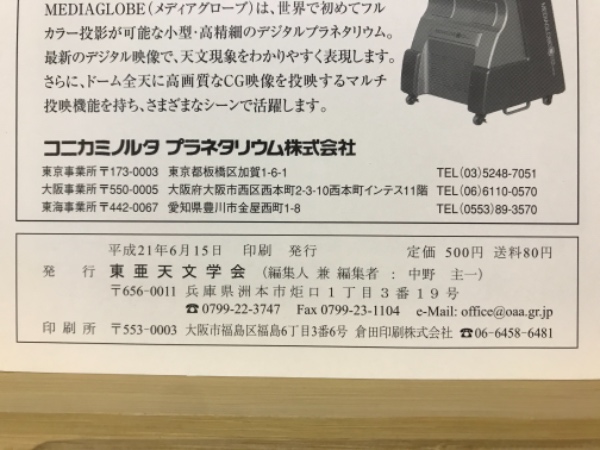 MEDIAGLOBE（メディアグローブ）は、世界で初めてフル
カラー投影が可能な小型・高精細のデジタルプラネタリウム。
最新のデジタル映像で、天文現象をわかりやすく表現します。
さらに、ドーム全天に高画質なCG映像を投映するマルチ
投映機能を持ち、さまざまなシーンで活躍します。
コニカミノルタ プラネタリウム株式会社
東京事業所 〒173-0003 東京都板橋区加賀1-6-1 TEL(03)5248-7051
大阪事業所 〒550-0005 大阪府大阪市西区西本町2-3-10西本町インテス11階 TEL(06)6110-0570
東海事業所 〒442-0067 愛知県豊川市金屋西町1-8 TEL(0553)89-3570
平成21年6月15日 印刷 発行 定価 500円 送料80円
発 行 東亜天文学会 （編集人 兼 編集者 : 中野 主一）
〒656-0011 兵庫県洲本市炬口1丁目3番19号
☎0799-22-3747 Fax 0799-23-1104 e-Mail: office@oaa.gr.jp
印刷所 〒553-0003 大阪市福島区福島6丁目3番6号 倉田印刷株式会社 ☎06-6458-6481